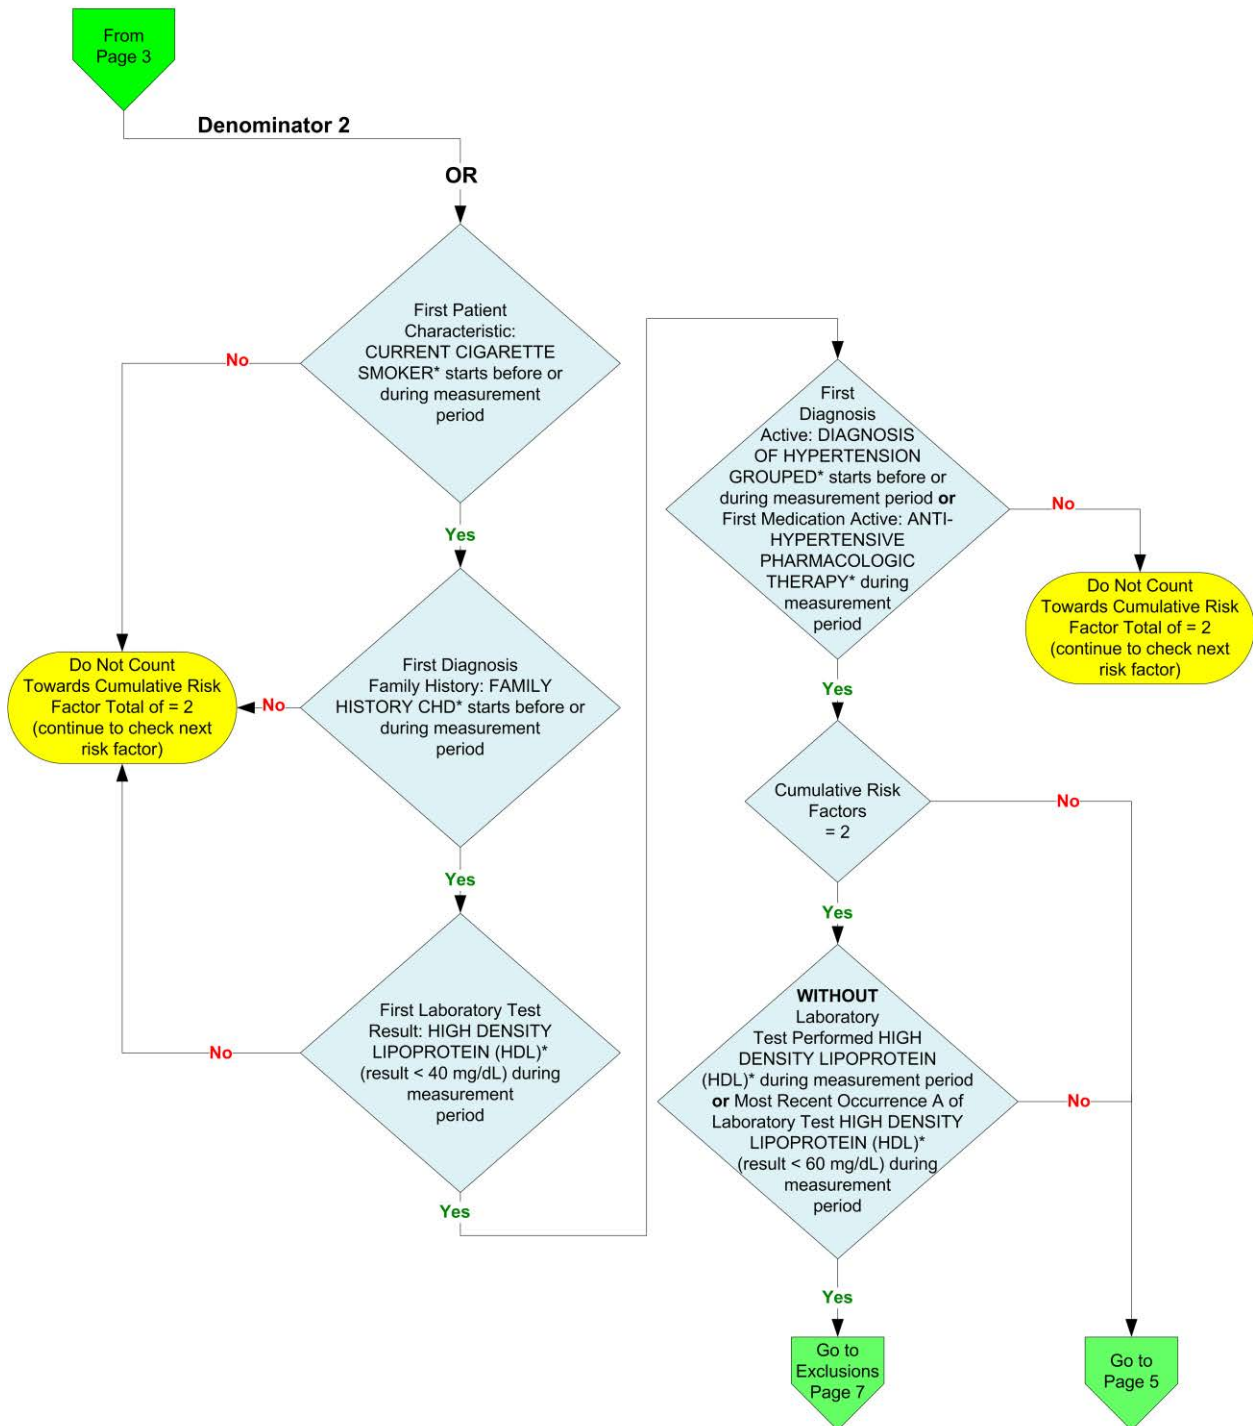 From
Page 3
Denominator 2
OR
First Patient
Characteristic:
CURRENT CIGARETTE
SMOKER* starts before or
during measurement
period
No
Yes
First Diagnosis
Family History: FAMILY
HISTORY CHD* starts before or
during measurement
period
No
Do Not Count
Towards Cumulative Risk
Factor Total of = 2
(continue to check next
risk factor)
Yes
First Laboratory Test
Result: HIGH DENSITY
LIPOPROTEIN (HDL)*
(result < 40 mg/dL) during
measurement
period
No
Yes
First
Diagnosis
Active: DIAGNOSIS
OF HYPERTENSION
GROUPED* starts before or
during measurement period or
First Medication Active: ANTI-
HYPERTENSIVE
PHARMACOLOGIC
THERAPY* during
measurement
period
No
Do Not Count
Towards Cumulative Risk
Factor Total of = 2
(continue to check next
risk factor)
Yes
Cumulative Risk
Factors
= 2
No
Yes
WITHOUT
Laboratory
Test Performed HIGH
DENSITY LIPOPROTEIN
(HDL)* during measurement period
or Most Recent Occurrence A of
Laboratory Test HIGH DENSITY
LIPOPROTEIN (HDL)*
(result < 60 mg/dL) during
measurement
period
No
Yes
Go to
Exclusions
Page 7
Go to
Page 5